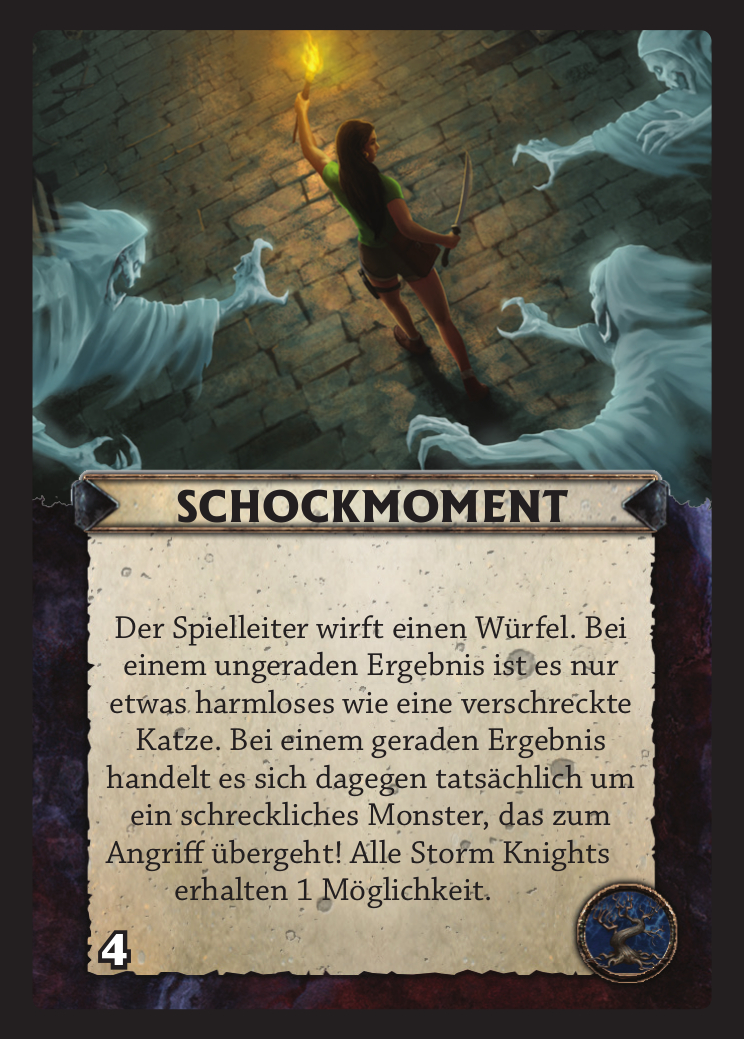 SCHOCKMOMENT
Der Spielleiter wirft einen Würfel. Bei
einem ungeraden Ergebnis ist es nur
etwas harmloses wie eine verschreckte
Katze. Bei einem geraden Ergebnis
handelt es sich dagegen tatsächlich um
ein schreckliches Monster, das zum
Angriff übergeht! Alle Storm Knights
erhalten 1 Möglichkeit.
4